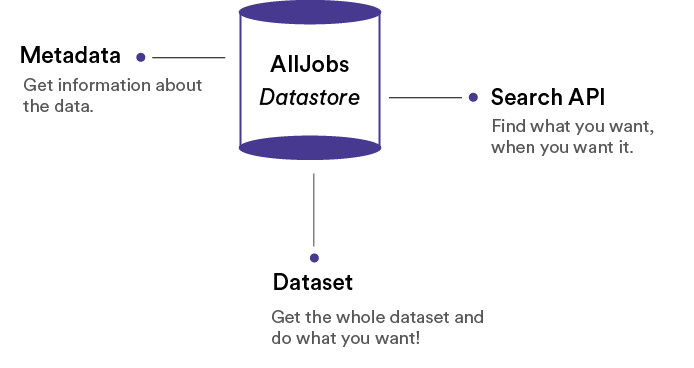 Metadata
Get information about
the data.
AllJobs
Datastore
Search API
Find what you want,
when you want it.
Dataset
Get the whole dataset and
do what you want!